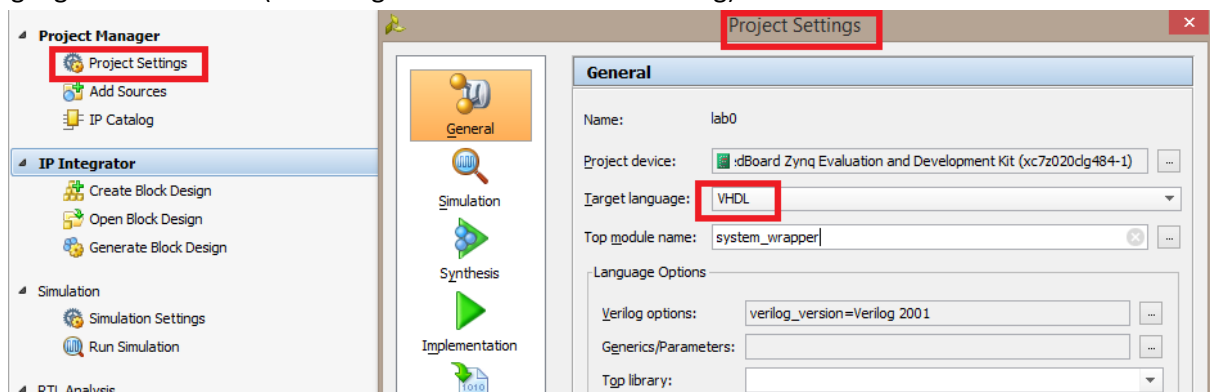 Project Manager
Project Settings
Add Sources
IP Catalog
IP Integrator
Create Block Design
Open Block Design
Generate Block Design
Simulation
Simulation Settings
Run Simulation
Project Settings
General
Simulation
Synthesis
Implementation
1010
General
Name: lab0
Project device: :dBoard Zynq Evaluation and Development Kit (xc7z020clg484-1) ...
Target language: VHDL
Top module name: system_wrapper ...
Language Options
Verilog options: verilog_version=Verilog 2001 ...
Generics/Parameters: ...
Top library: